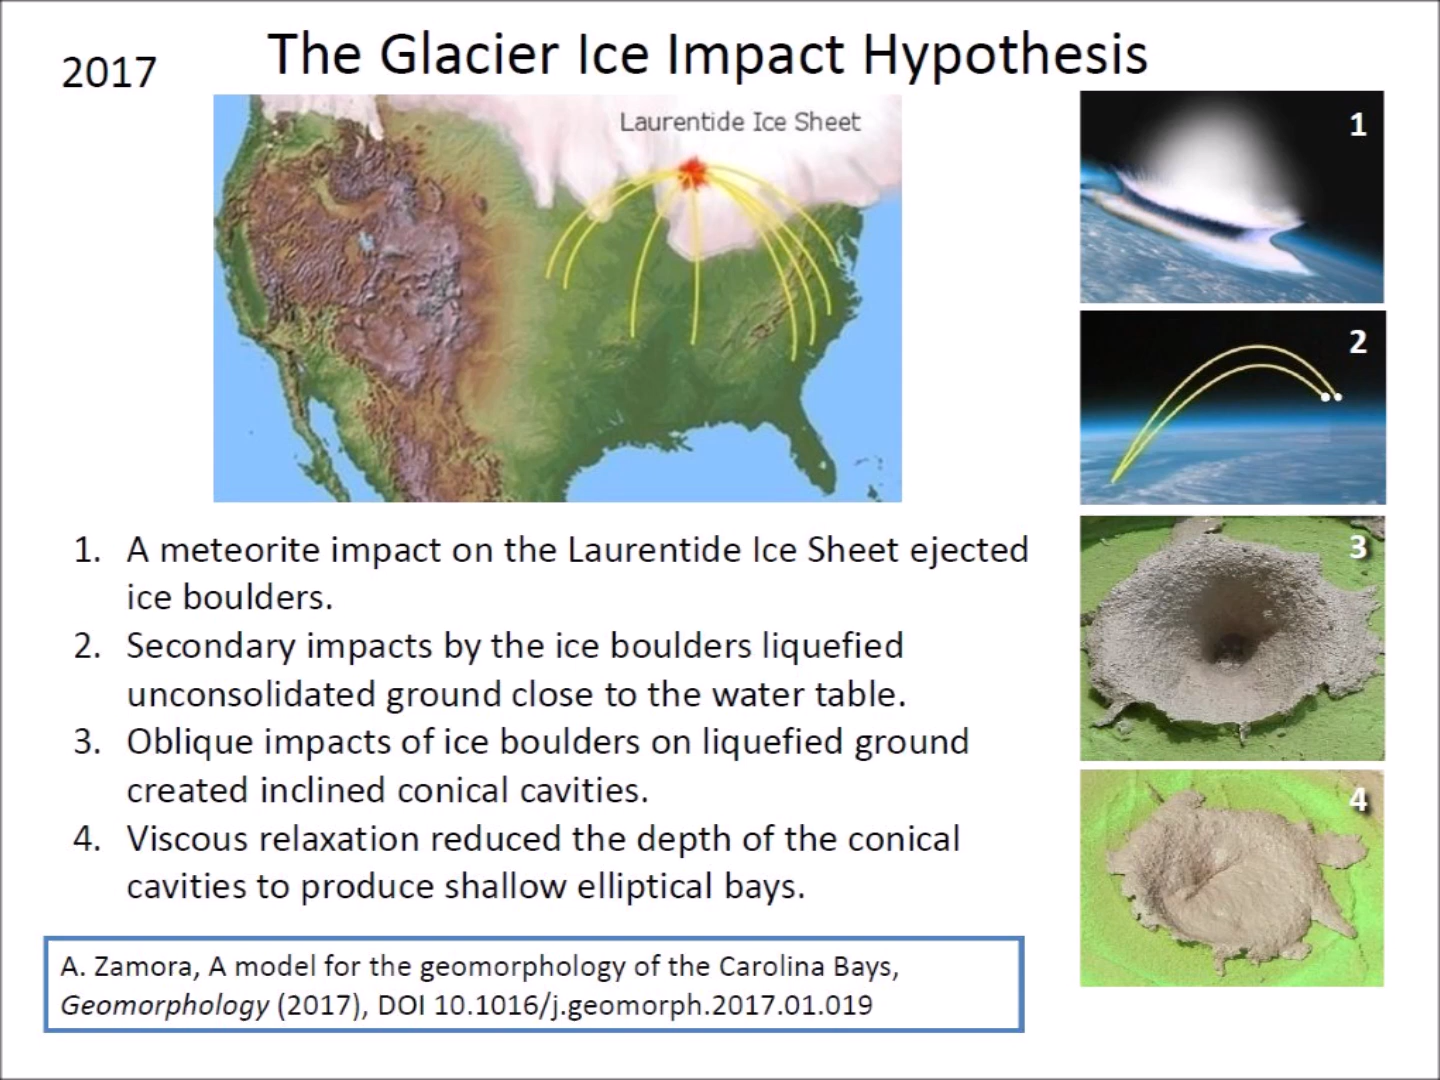 2017
The Glacier Ice Impact Hypothesis
Laurentide Ice Sheet
1
2
3
4
1. A meteorite impact on the Laurentide Ice Sheet ejected
ice boulders.
2. Secondary impacts by the ice boulders liquefied
unconsolidated ground close to the water table.
3. Oblique impacts of ice boulders on liquefied ground
created inclined conical cavities.
4. Viscous relaxation reduced the depth of the conical
cavities to produce shallow elliptical bays.
A. Zamora, A model for the geomorphology of the Carolina Bays,
Geomorphology (2017), DOI 10.1016/j.geomorph.2017.01.019